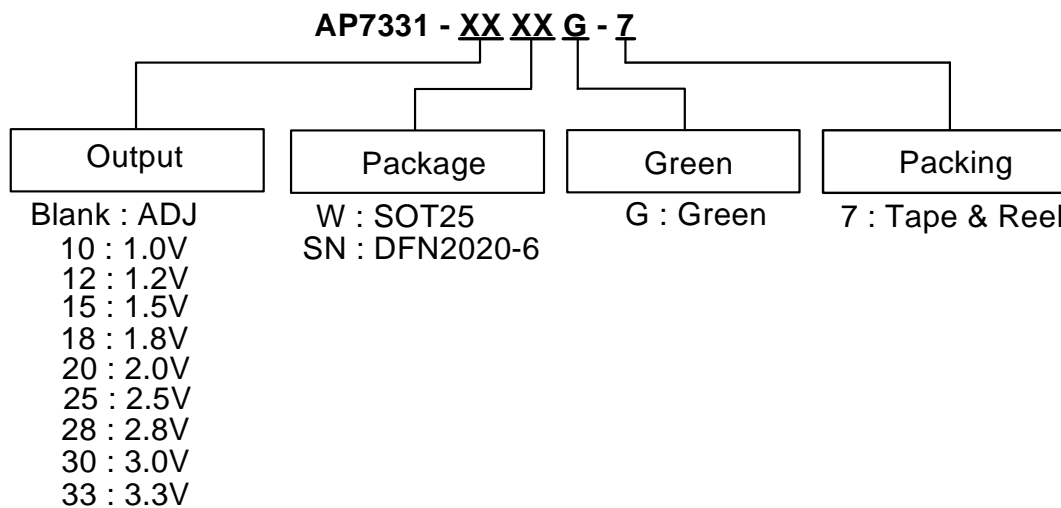 AP7331 - XX XX G - 7
Output
Package
Green
Packing
Blank : ADJ
10 : 1.0V
12 : 1.2V
15 : 1.5V
18 : 1.8V
20 : 2.0V
25 : 2.5V
28 : 2.8V
30 : 3.0V
33 : 3.3V
W : SOT25
SN : DFN2020-6
G : Green
7 : Tape & Reel